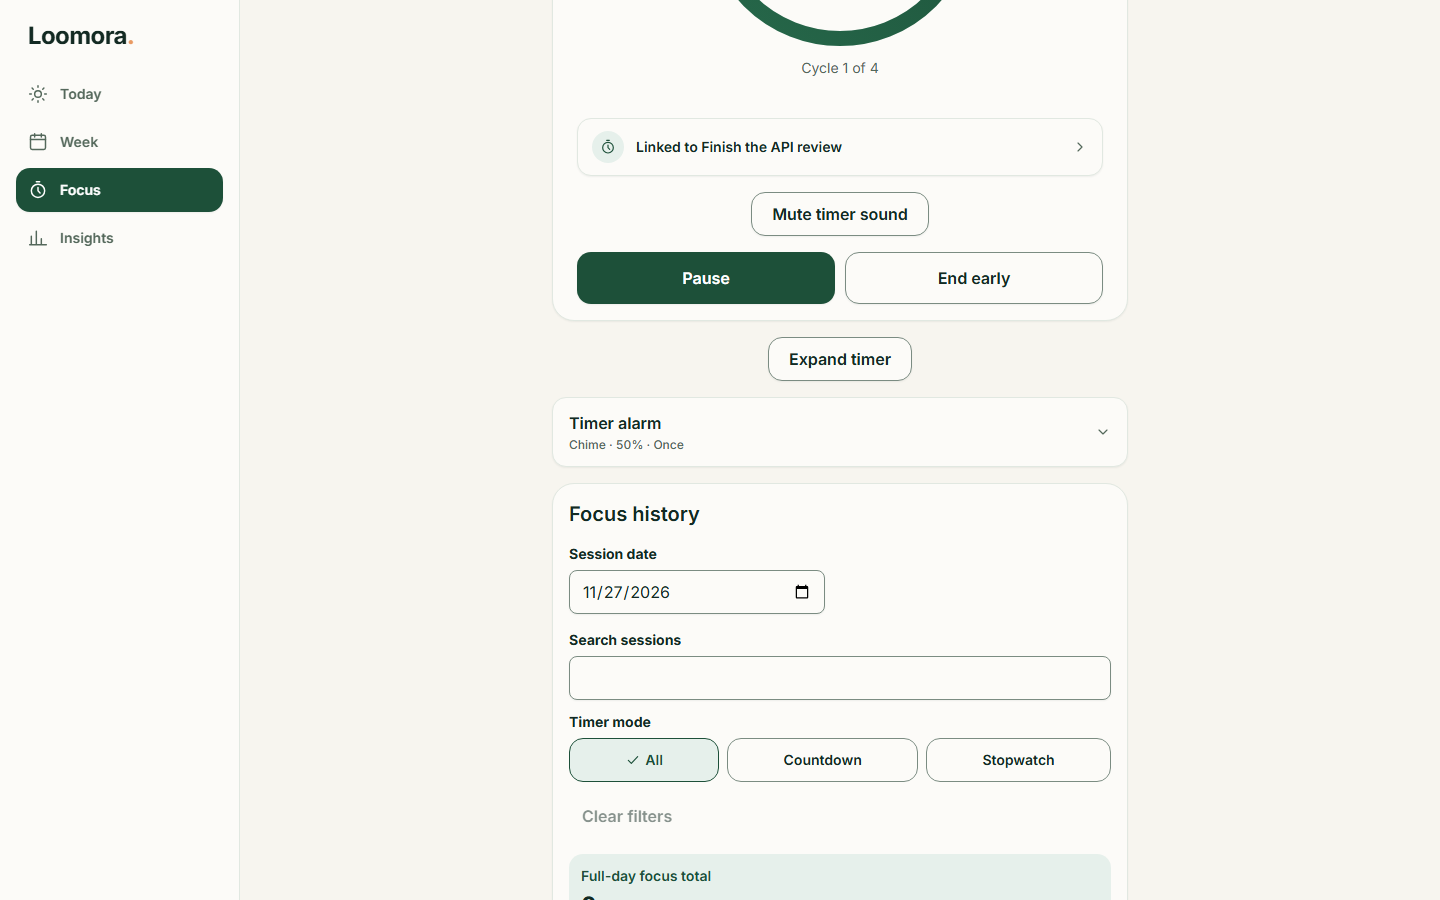 Loomora.
Today
Week
Focus
Insights
Cycle 1 of 4
Linked to Finish the API review
Mute timer sound
Pause
End early
Expand timer
Timer alarm
Chime · 50% · Once
Focus history
Session date
11/27/2026
Search sessions
Timer mode
All
Countdown
Stopwatch
Clear filters
Full-day focus total